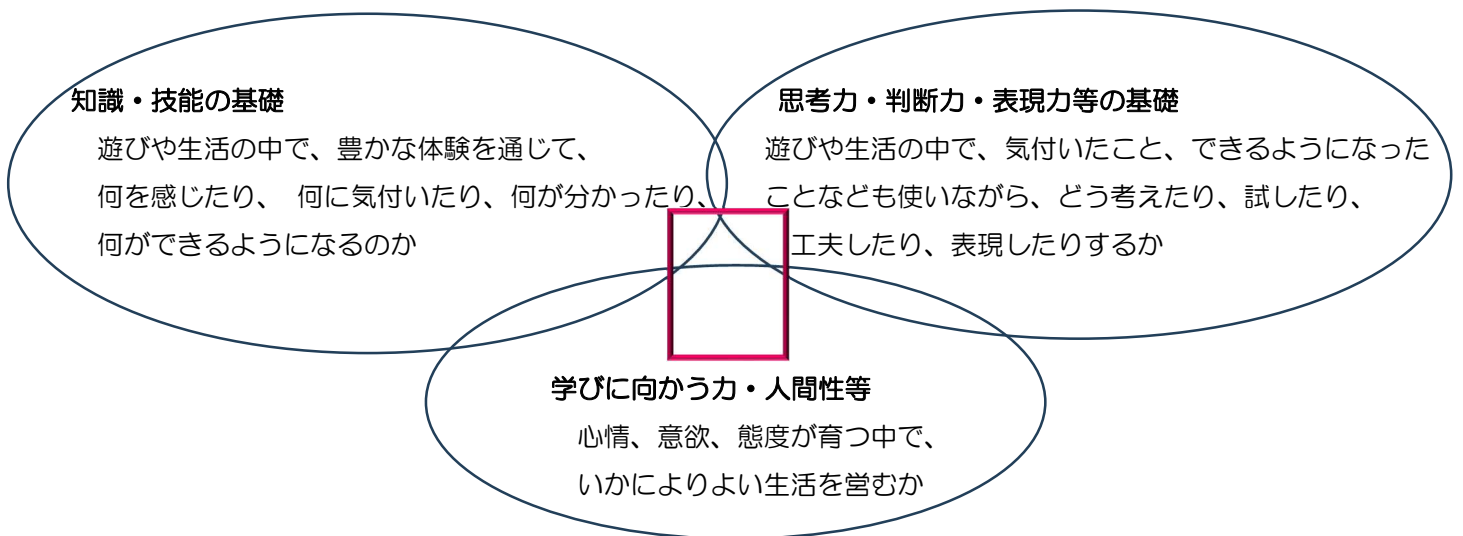 知識・技能の基礎
遊びや生活の中で、豊かな体験を通じて、
何を感じたり、 何に気付いたり、何が分かったり、
何ができるようになるのか
思考力・判断力・表現力等の基礎
遊びや生活の中で、気付いたこと、できるようになった
ことなども使いながら、どう考えたり、試したり、
工夫したり、表現したりするか
学びに向かう力・人間性等
心情、意欲、態度が育つ中で、
いかによりよい生活を営むか